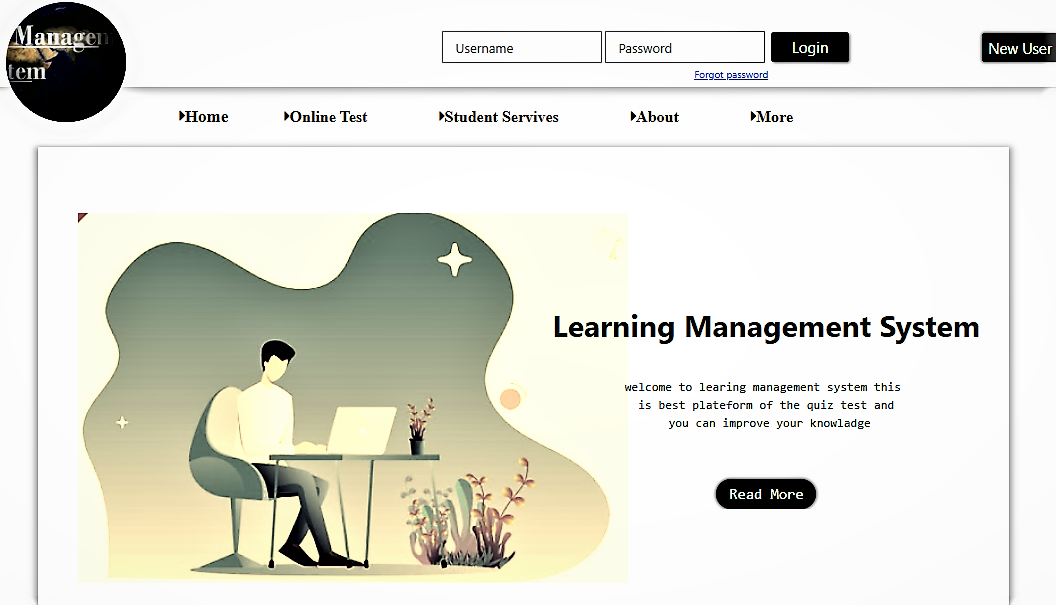 Managen
tem
Username
Password
Login
New User
Forgot password
Home
Online Test
Student Servives
About
More
Learning Management System
welcome to learing management system this
is best plateform of the quiz test and
you can improve your knowladge
Read More